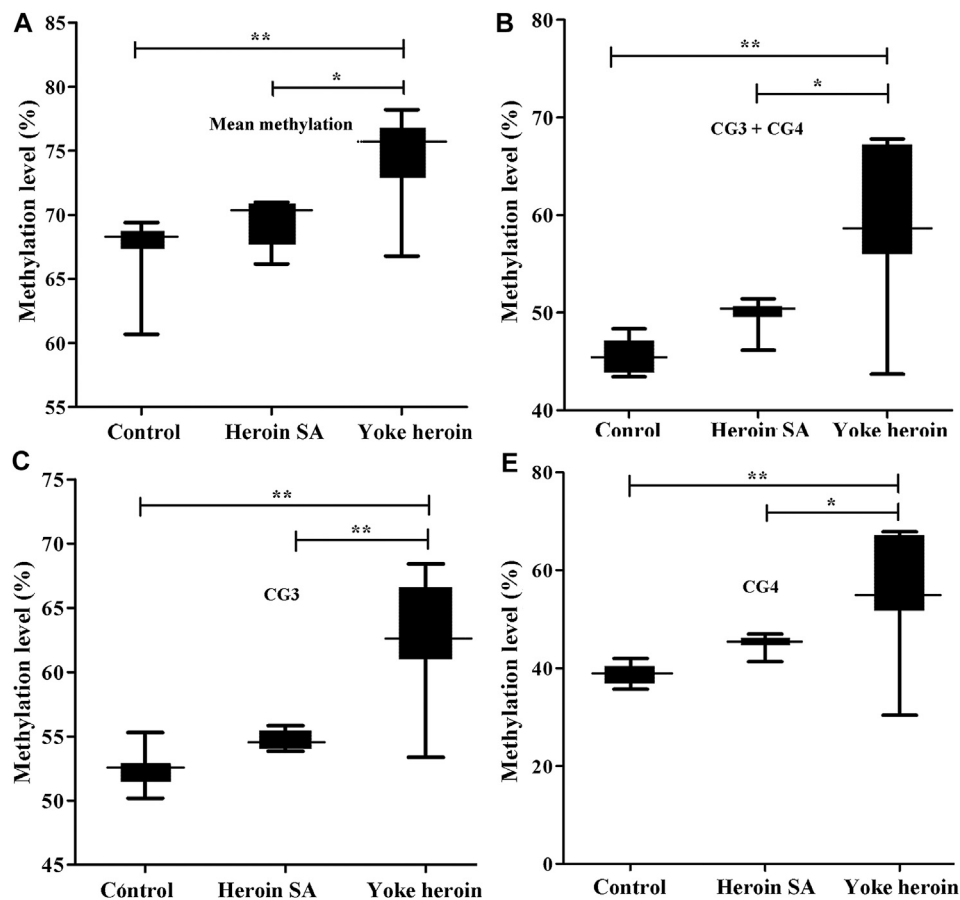 A
Methylation level (%)
85
80
75
70
65
60
55
**
*
Mean methylation
Control Heroin SA Yoke heroin
B
Methylation level (%)
80
70
60
50
40
**
*
CG3 + CG4
Conrol Heroin SA Yoke heroin
C
Methylation level (%)
75
70
65
60
55
50
45
**
**
CG3
Control Heroin SA Yoke heroin
E
Methylation level (%)
80
60
40
20
0
**
*
CG4
Control Heroin SA Yoke heroin